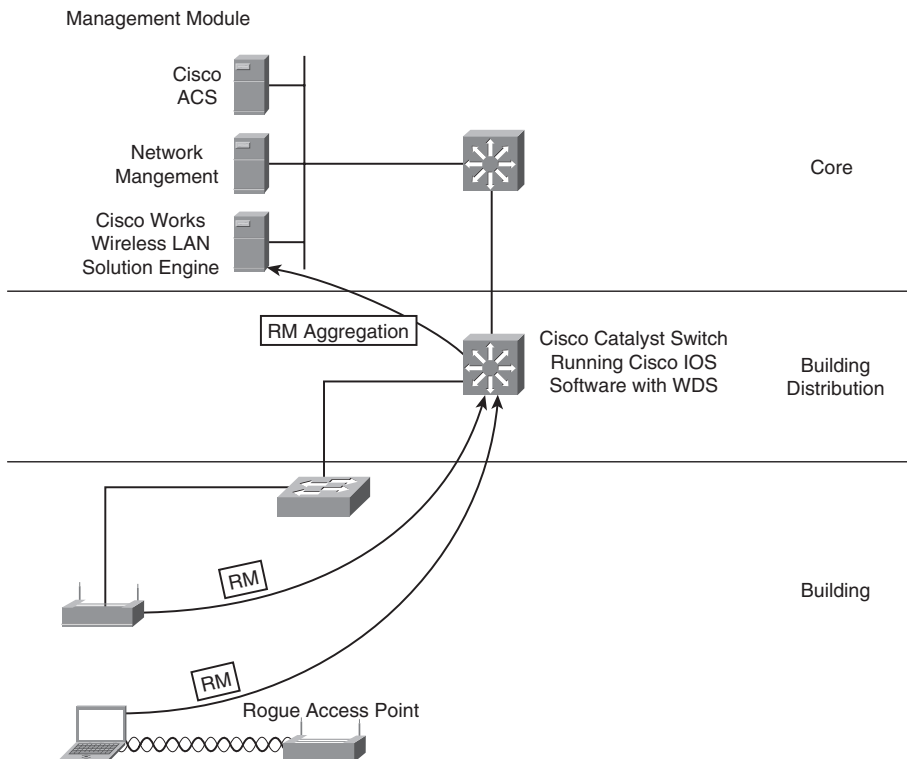 Management Module
Cisco
ACS
Network
Mangement
Cisco Works
Wireless LAN
Solution Engine
Core
RM Aggregation
Cisco Catalyst Switch
Running Cisco IOS
Software with WDS
Building
Distribution
RM
Building
RM
Rogue Access Point